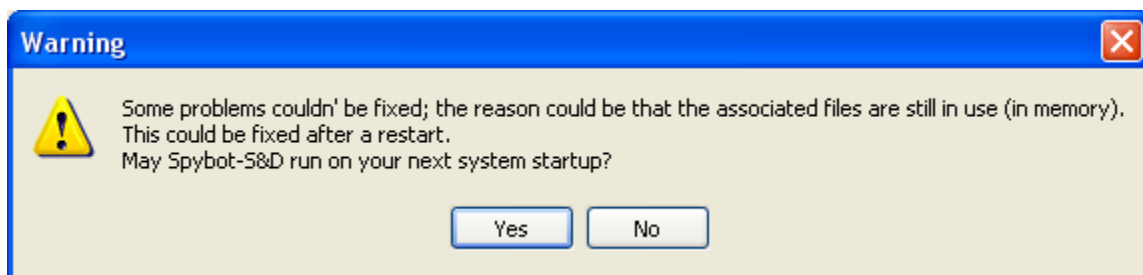 Warning
Some problems couldn' be fixed; the reason could be that the associated files are still in use (in memory).
This could be fixed after a restart.
May Spybot-S&D run on your next system startup?
Yes No